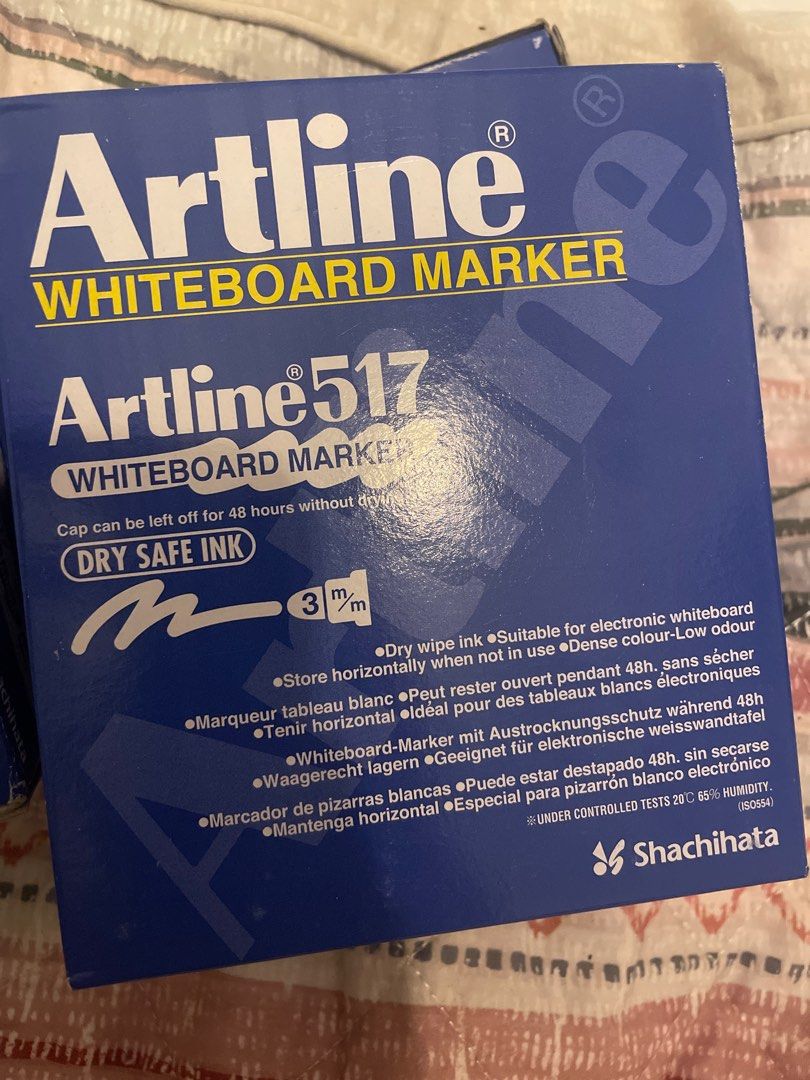 Artline®
WHITEBOARD MARKER
Artline®517
WHITEBOARD MARKER
Cap can be left off for 48 hours without drying
DRY SAFE INK
3 m/m
●Dry wipe ink ●Suitable for electronic whiteboard
●Store horizontally when not in use ●Dense colour-Low odour
●Marqueur tableau blanc ●Peut rester ouvert pendant 48h. sans sécher
●Tenir horizontal ●Idéal pour des tableaux blancs électroniques
●Whiteboard-Marker mit Austrocknungsschutz während 48h
●Waagerecht lagern ●Geeignet für elektronische weisswandtafel
●Marcador de pizarras blancas ●Puede estar destapado 48h. sin secarse
●Mantenga horizontal ●Especial para pizarrón blanco electrónico
※UNDER CONTROLLED TESTS 20℃ 65% HUMIDITY.
(ISO554)
Shachihata
Artline®